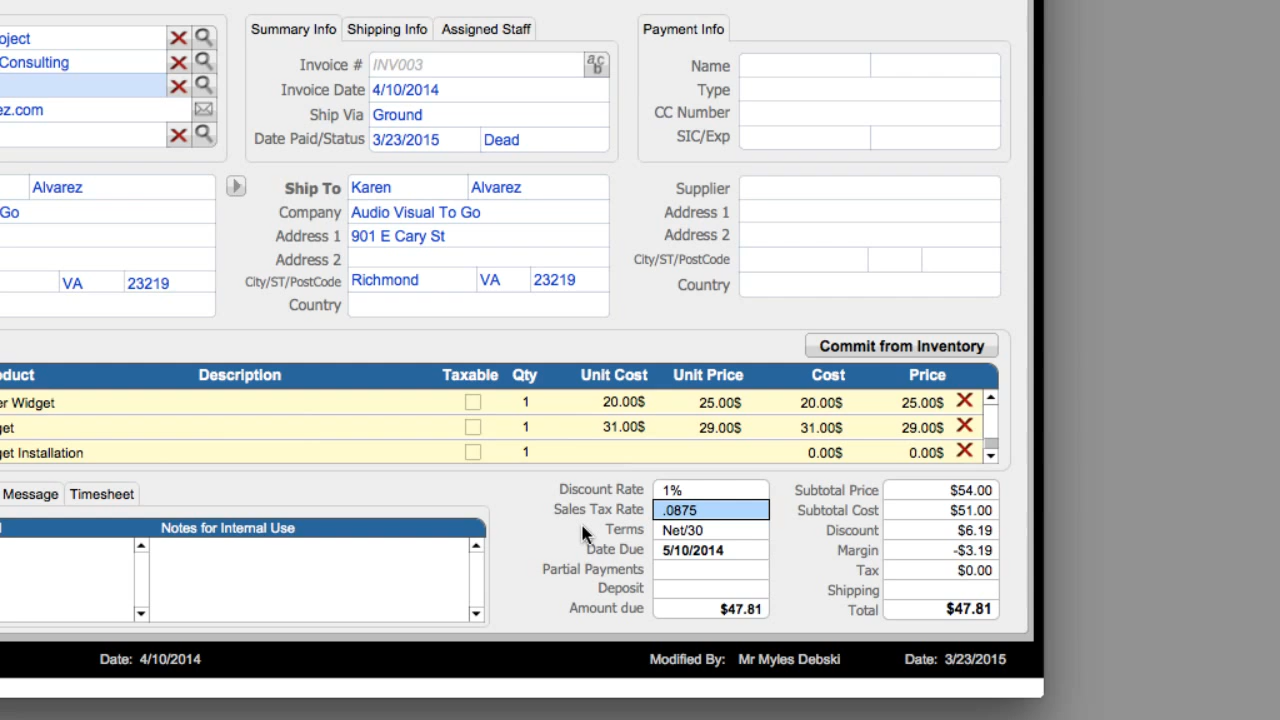 Summary Info Shipping Info Assigned Staff Payment Info
oject
Consulting
ez.com
Invoice # INV003
Invoice Date 4/10/2014
Ship Via Ground
Date Paid/Status 3/23/2015 Dead
Name
Type
CC Number
SIC/Exp
Alvarez
Go
VA 23219
Ship To Karen Alvarez
Company Audio Visual To Go
Address 1 901 E Cary St
Address 2
City/ST/PostCode Richmond VA 23219
Country
Supplier
Address 1
Address 2
City/ST/PostCode
Country
Commit from Inventory
duct Description Taxable Qty Unit Cost Unit Price Cost Price
er Widget 1 20.00$ 25.00$ 20.00$ 25.00$
get 1 31.00$ 29.00$ 31.00$ 29.00$
get Installation 1 0.00$ 0.00$
Message Timesheet
Notes for Internal Use
Discount Rate 1%
Sales Tax Rate .0875
Terms Net/30
Date Due 5/10/2014
Partial Payments
Deposit
Amount due $47.81
Subtotal Price $54.00
Subtotal Cost $51.00
Discount $6.19
Margin -$3.19
Tax $0.00
Shipping
Total $47.81
Date: 4/10/2014 Modified By: Mr Myles Debski Date: 3/23/2015